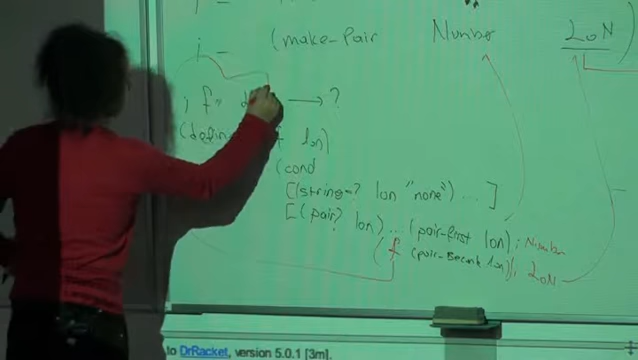 ; -
; - (make-pair Number LoN)
; f : → ?
(define f lon)
(cond
[(string=? lon "none") ... ]
[(pair? lon) ... (pair-first lon) ; Number
(f (pair-second lon)) ; LoN
to DrRacket, version 5.0.1 [3m].